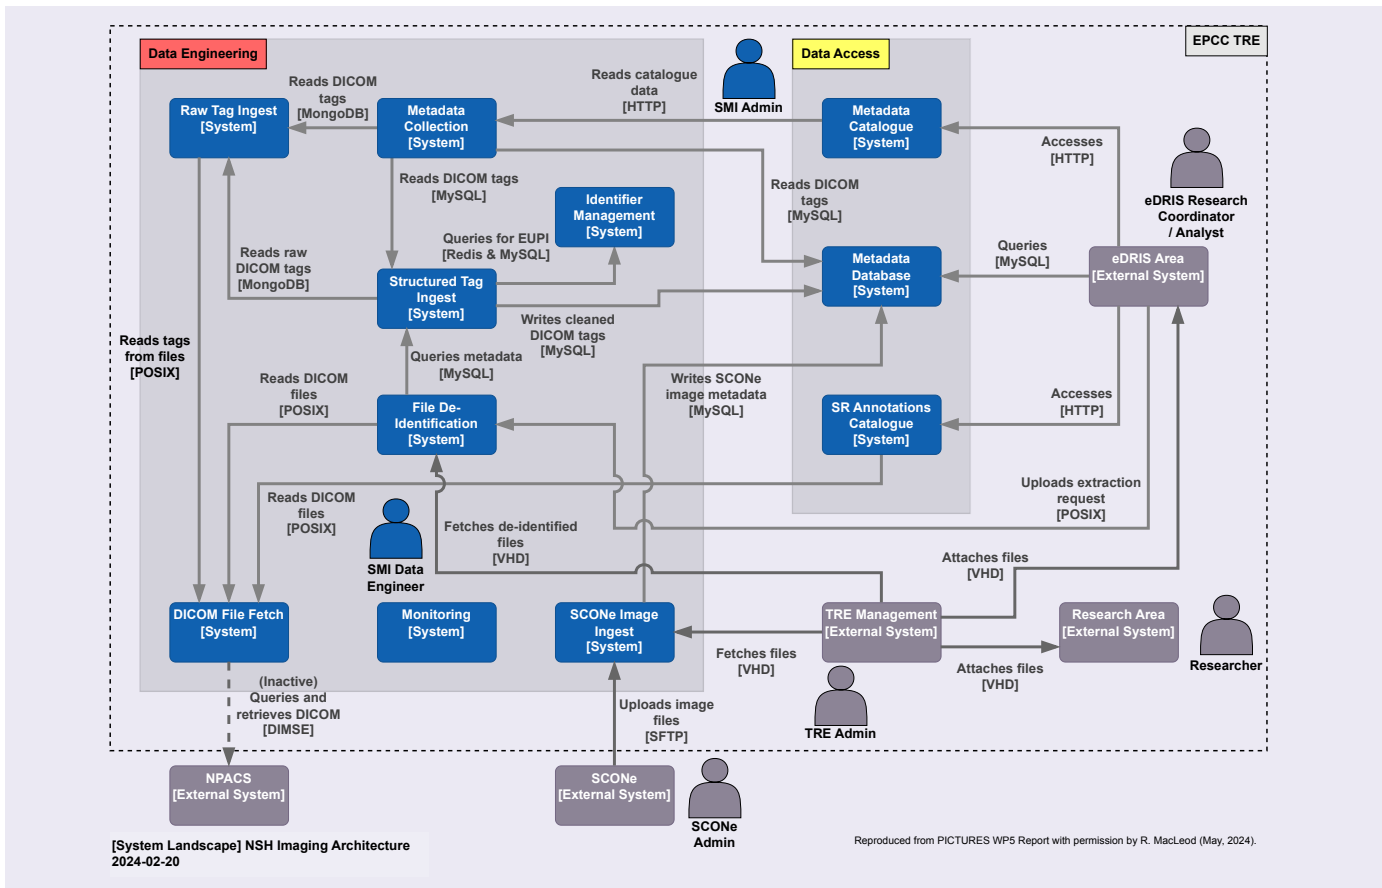 EPCC TRE
Data Engineering
Data Access
Reads DICOM
tags
[MongoDB]
Reads catalogue
data
[HTTP]
SMI Admin
Raw Tag Ingest
[System]
Metadata
Collection
[System]
Metadata
Catalogue
[System]
Accesses
[HTTP]
eDRIS Research
Coordinator
/ Analyst
Reads DICOM tags
[MySQL]
Reads DICOM
tags
[MySQL]
Identifier
Management
[System]
Queries for EUPI
[Redis & MySQL]
Reads raw
DICOM tags
[MongoDB]
Queries
[MySQL]
eDRIS Area
[External System]
Metadata
Database
[System]
Structured Tag
Ingest
[System]
Writes cleaned
DICOM tags
[MySQL]
Reads tags
from files
[POSIX]
Queries metadata
[MySQL]
Reads DICOM
files
[POSIX]
Writes SCONe
image metadata
[MySQL]
Accesses
[HTTP]
File De-
Identification
[System]
SR Annotations
Catalogue
[System]
Reads DICOM
files
[POSIX]
Uploads extraction
request
[POSIX]
Fetches de-identified
files
[VHD]
SMI Data
Engineer
Attaches files
[VHD]
DICOM File Fetch
[System]
Monitoring
[System]
SCONe Image
Ingest
[System]
TRE Management
[External System]
Research Area
[External System]
Researcher
Fetches files
[VHD]
Attaches files
[VHD]
(Inactive)
Queries and
retrieves DICOM
[DIMSE]
Uploads image
files
[SFTP]
TRE Admin
NPACS
[External System]
SCONe
[External System]
SCONe
Admin
[System Landscape] NSH Imaging Architecture
2024-02-20
Reproduced from PICTURES WP5 Report with permission by R. MacLeod (May, 2024).